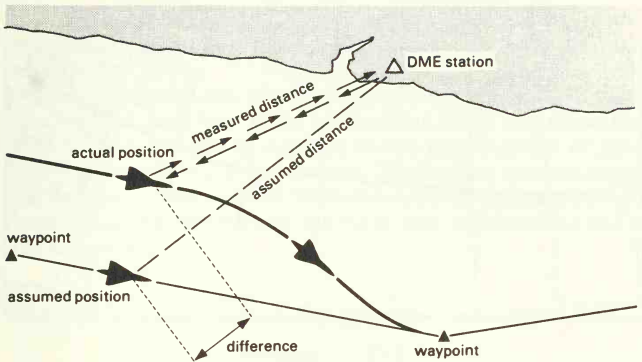 DME station
measured distance
assumed distance
actual position
waypoint
assumed position
difference
waypoint